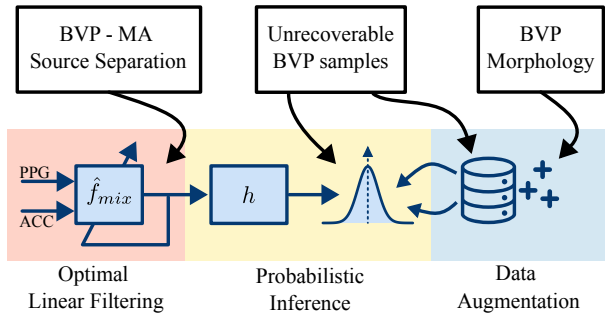 BVP - MA
Source Separation
Unrecoverable
BVP samples
BVP
Morphology
PPG
ACC
f̂_{mix}
h
Optimal
Linear Filtering
Probabilistic
Inference
Data
Augmentation